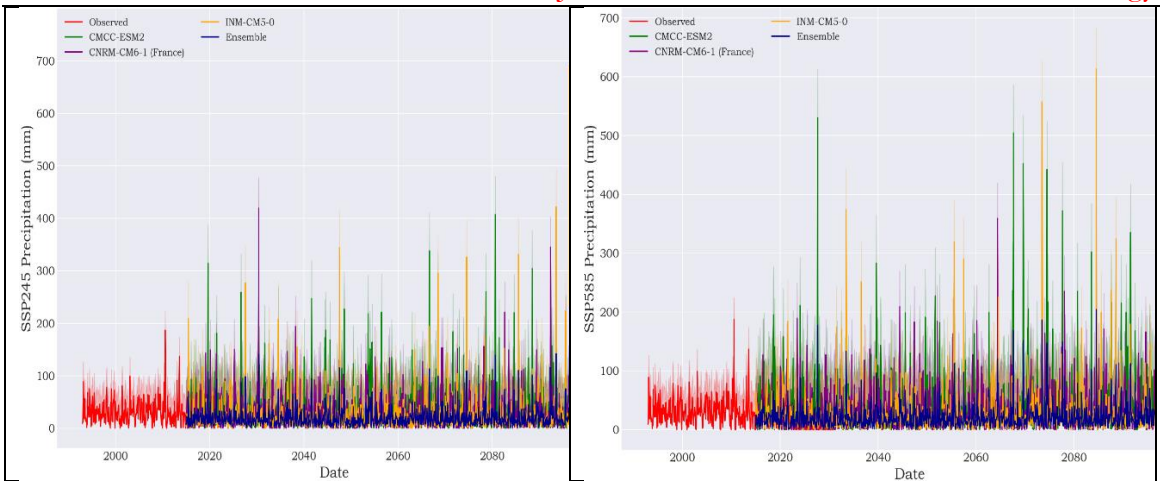 Observed
CMCC-ESM2
CNRM-CM6-1 (France)
INM-CM5-0
Ensemble
SSP245 Precipitation (mm)
700
600
500
400
300
200
100
0
2000
2020
2040
2060
2080
Date
Observed
CMCC-ESM2
CNRM-CM6-1 (France)
INM-CM5-0
Ensemble
SSP585 Precipitation (mm)
700
600
500
400
300
200
100
0
2000
2020
2040
2060
2080
Date